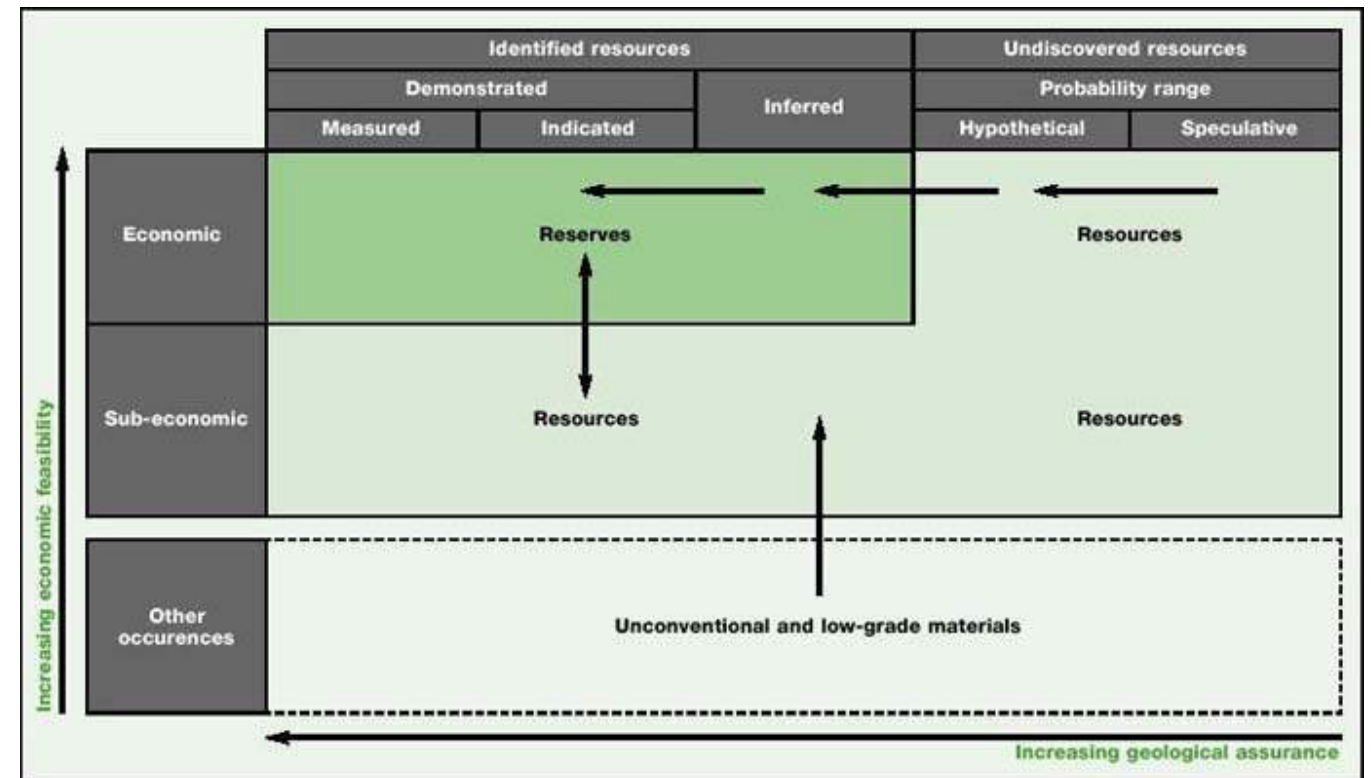 Identified resources
Undiscovered resources
Demonstrated
Inferred
Probability range
Measured
Indicated
Hypothetical
Speculative
Economic
Reserves
Resources
Sub-economic
Resources
Resources
Other
occurences
Unconventional and low-grade materials
Increasing economic feasibility
Increasing geological assurance